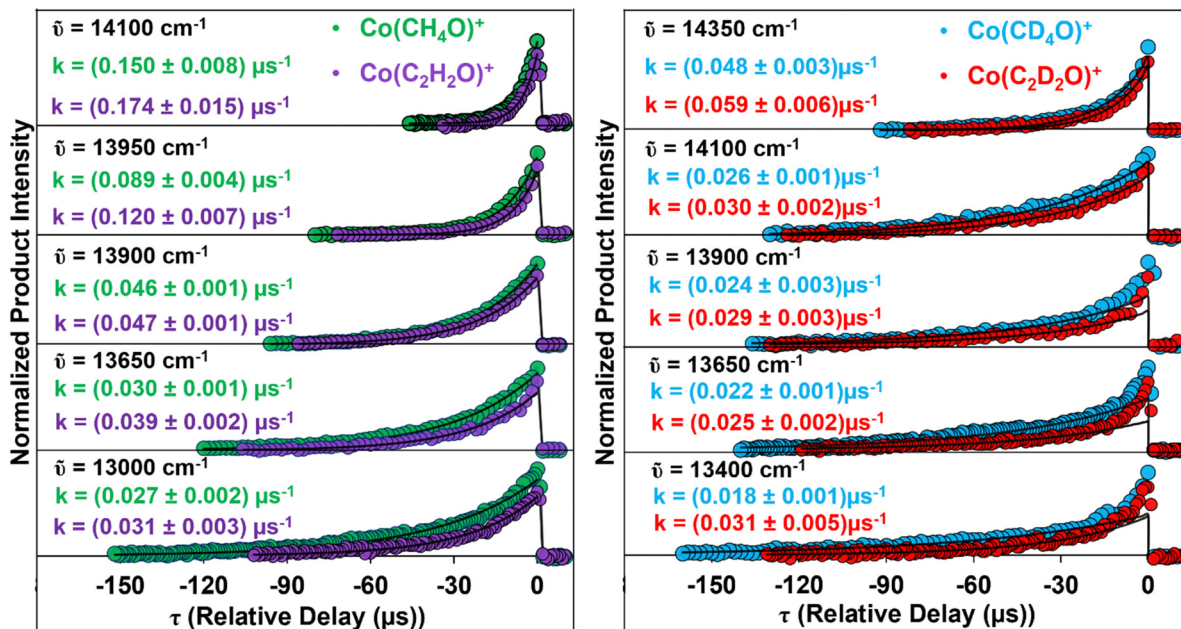 Normalized Product Intensity
ṽ = 14100 cm⁻¹
• Co(CH₄O)⁺
k = (0.150 ± 0.008) µs⁻¹
• Co(C₂H₂O)⁺
k = (0.174 ± 0.015) µs⁻¹
ṽ = 13950 cm⁻¹
k = (0.089 ± 0.004) µs⁻¹
k = (0.120 ± 0.007) µs⁻¹
ṽ = 13900 cm⁻¹
k = (0.046 ± 0.001) µs⁻¹
k = (0.047 ± 0.001) µs⁻¹
ṽ = 13650 cm⁻¹
k = (0.030 ± 0.001) µs⁻¹
k = (0.039 ± 0.002) µs⁻¹
ṽ = 13000 cm⁻¹
k = (0.027 ± 0.002) µs⁻¹
k = (0.031 ± 0.003) µs⁻¹
-150 -120 -90 -60 -30 0
τ (Relative Delay (µs))
Normalized Product Intensity
ṽ = 14350 cm⁻¹
• Co(CD₄O)⁺
k = (0.048 ± 0.003)µs⁻¹
• Co(C₂D₂O)⁺
k = (0.059 ± 0.006)µs⁻¹
ṽ = 14100 cm⁻¹
k = (0.026 ± 0.001)µs⁻¹
k = (0.030 ± 0.002)µs⁻¹
ṽ = 13900 cm⁻¹
k = (0.024 ± 0.003)µs⁻¹
k = (0.029 ± 0.003)µs⁻¹
ṽ = 13650 cm⁻¹
k = (0.022 ± 0.001)µs⁻¹
k = (0.025 ± 0.002)µs⁻¹
ṽ = 13400 cm⁻¹
k = (0.018 ± 0.001)µs⁻¹
k = (0.031 ± 0.005)µs⁻¹
-150 -120 -90 -60 -30 0
τ (Relative Delay (µs))